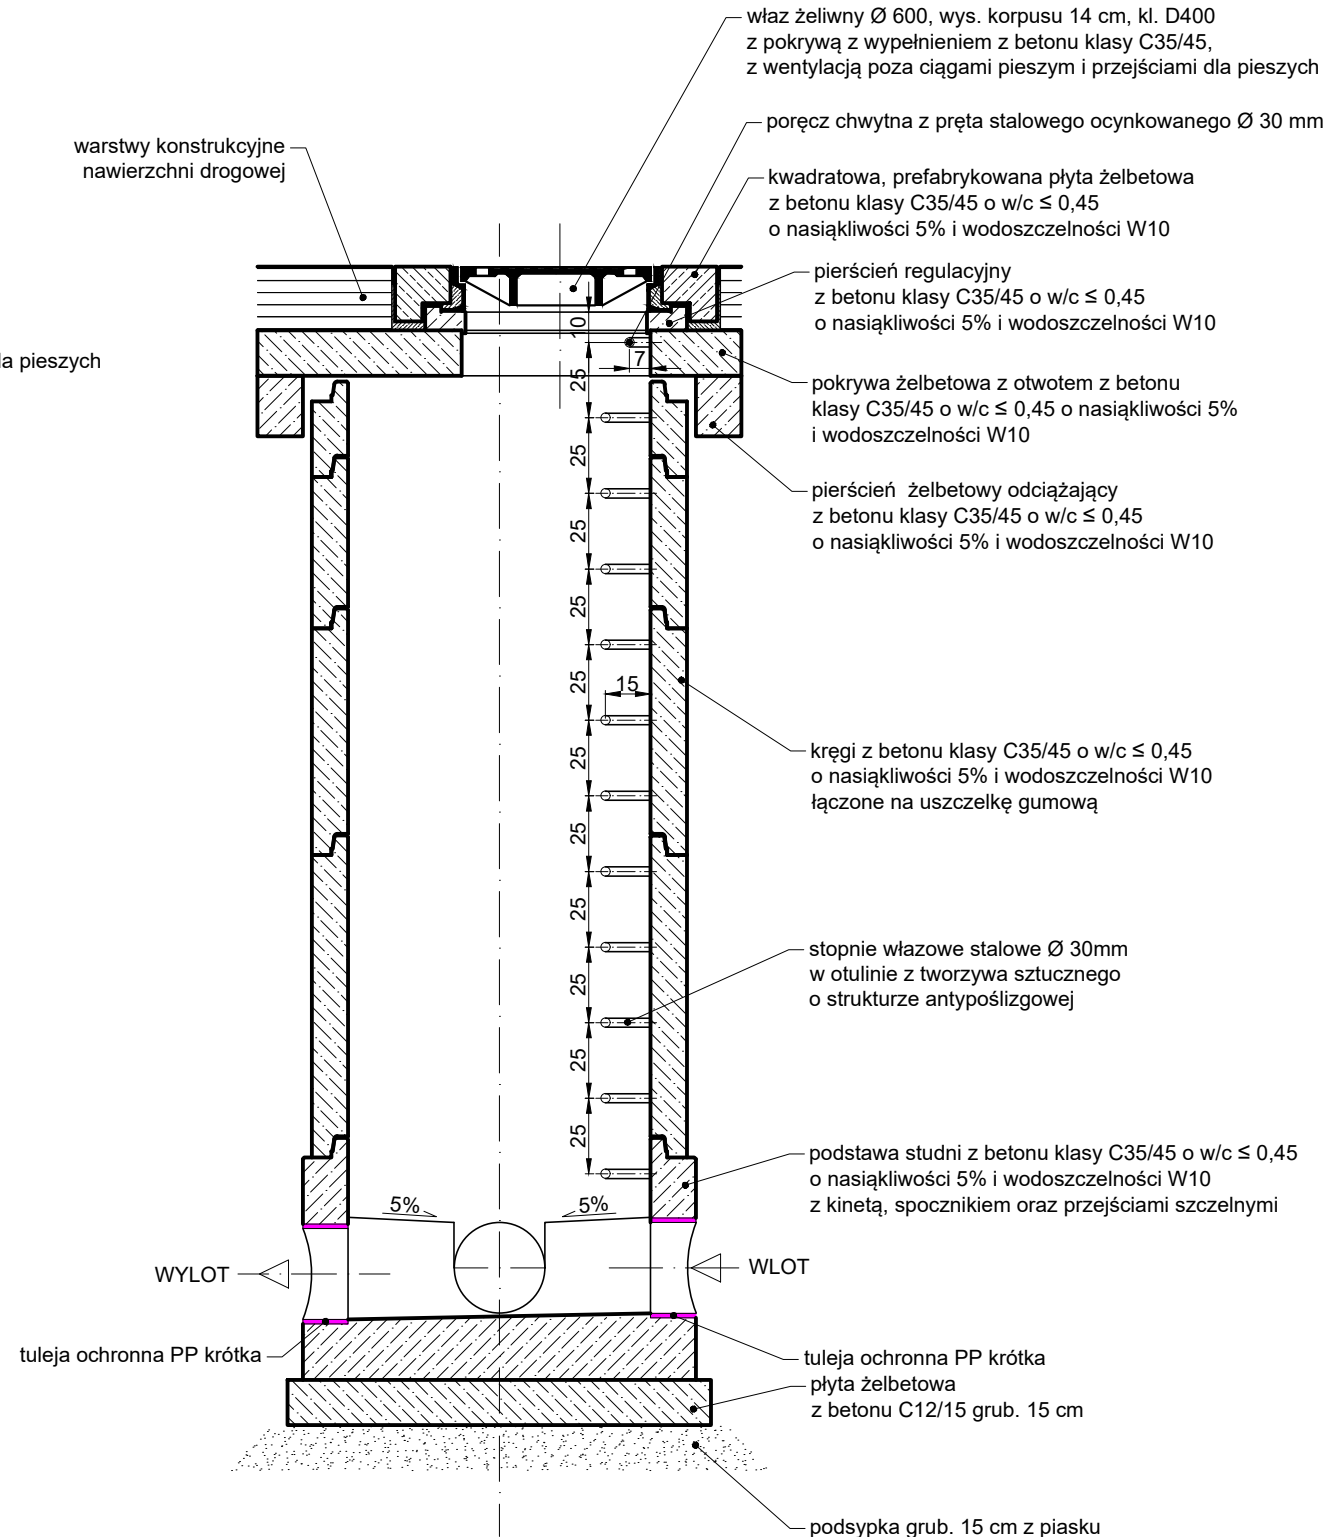 właz żeliwny Ø 600, wys. korpusu 14 cm, kl. D400
z pokrywą z wypełnieniem z betonu klasy C35/45,
z wentylacją poza ciągami pieszym i przejściami dla pieszych
poręcz chwytna z pręta stalowego ocynkowanego Ø 30 mm
warstwy konstrukcyjne
nawierzchni drogowej
kwadratowa, prefabrykowana płyta żelbetowa
z betonu klasy C35/45 o w/c ≤ 0,45
o nasiąkliwości 5% i wodoszczelności W10
pierścień regulacyjny
z betonu klasy C35/45 o w/c ≤ 0,45
o nasiąkliwości 5% i wodoszczelności W10
10
7
la pieszych
25
pokrywa żelbetowa z otwotem z betonu
klasy C35/45 o w/c ≤ 0,45 o nasiąkliwości 5%
i wodoszczelności W10
25
pierścień  żelbetowy odciążający
z betonu klasy C35/45 o w/c ≤ 0,45
o nasiąkliwości 5% i wodoszczelności W10
25
25
25
15
kręgi z betonu klasy C35/45 o w/c ≤ 0,45
o nasiąkliwości 5% i wodoszczelności W10
łączone na uszczelkę gumową
25
25
25
stopnie włazowe stalowe Ø 30mm
w otulinie z tworzywa sztucznego
o strukturze antypoślizgowej
25
25
25
podstawa studni z betonu klasy C35/45 o w/c ≤ 0,45
o nasiąkliwości 5% i wodoszczelności W10
z kinetą, spocznikiem oraz przejściami szczelnymi
5%
5%
WYLOT
WLOT
tuleja ochronna PP krótka
tuleja ochronna PP krótka
płyta żelbetowa
z betonu C12/15 grub. 15 cm
podsypka grub. 15 cm z piasku